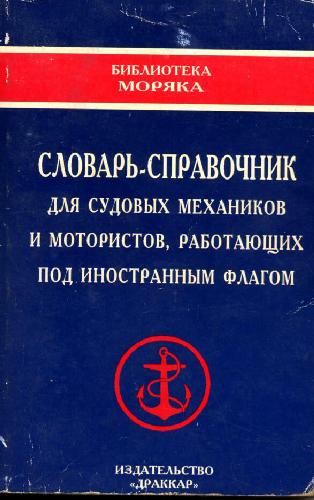 БИБЛИОТЕКА
МОРЯКА
СЛОВАРЬ-СПРАВОЧНИК
ДЛЯ СУДОВЫХ МЕХАНИКОВ
И МОТОРИСТОВ, РАБОТАЮЩИХ
ПОД ИНОСТРАННЫМ ФЛАГОМ
ИЗДАТЕЛЬСТВО
«ДРАККАР»